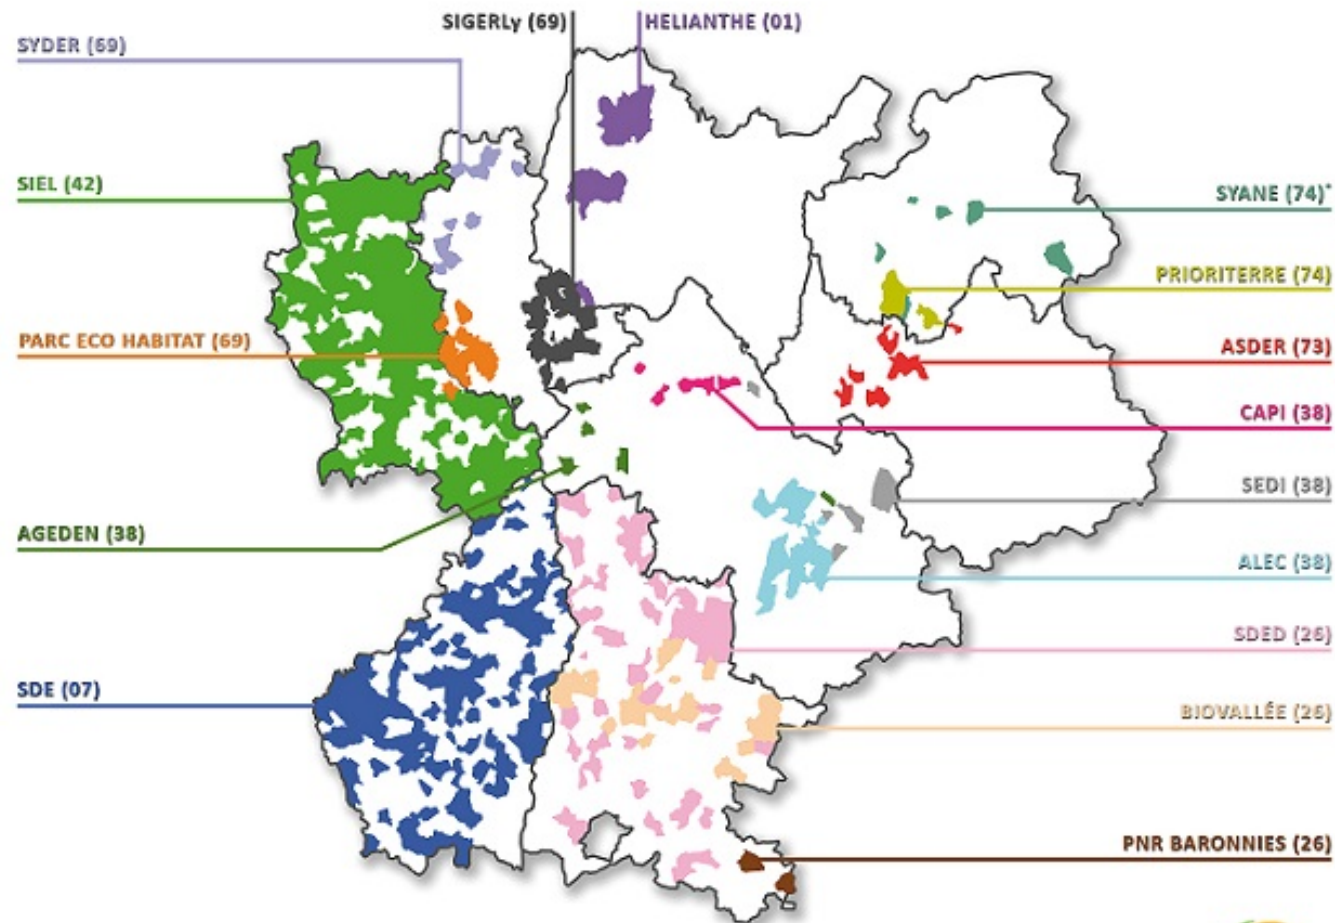 SIGERLy (69)
HELIANTHE (01)
SYDER (69)
SIEL (42)
SYANE (74)*
PRIORITERRE (74)
PARC ECO HABITAT (69)
ASDER (73)
CAPI (38)
SEDI (38)
AGEDEN (38)
ALEC (38)
SDED (26)
SDE (07)
BIOVALLÉE (26)
PNR BARONNIES (26)